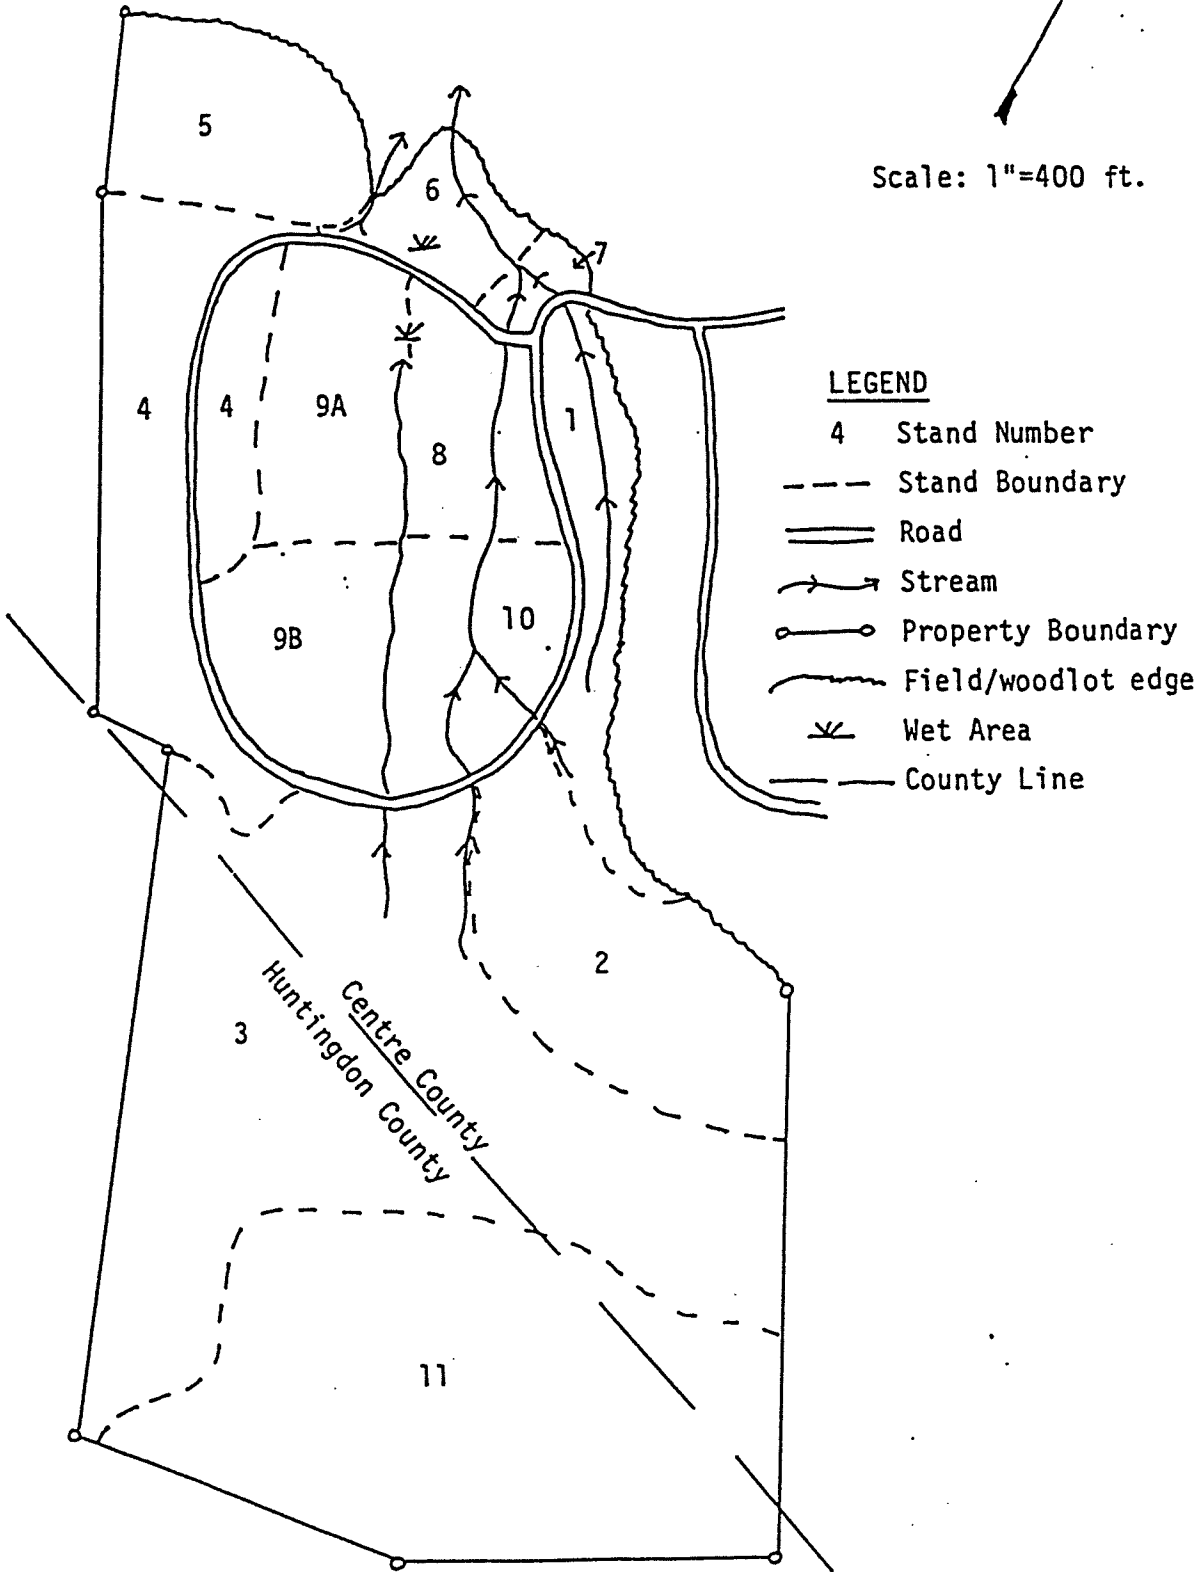 5
6
Scale: 1"=400 ft.
7
4
4
9A
8
1
LEGEND
4 Stand Number
Stand Boundary
Road
Stream
Property Boundary
Field/woodlot edge
Wet Area
County Line
10
9B
2
3
Centre County
Huntingdon County
11